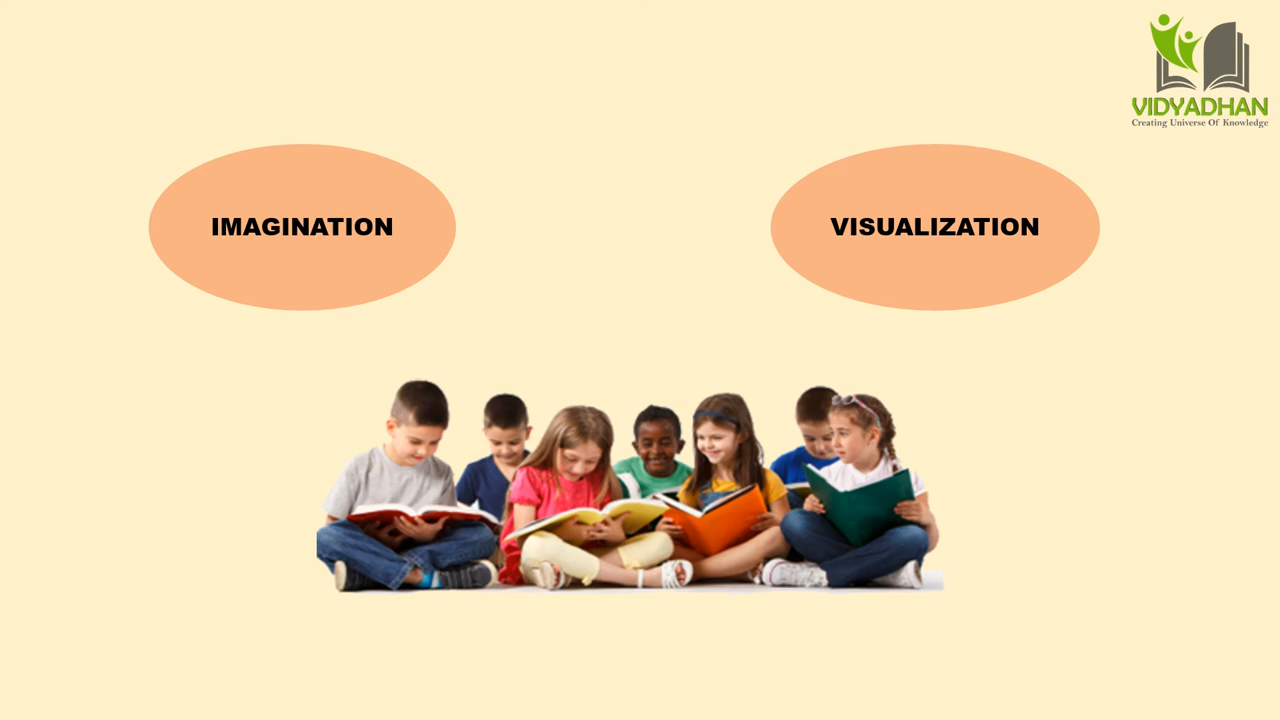 VIDYADHAN
Creating Universe Of Knowledge
IMAGINATION
VISUALIZATION